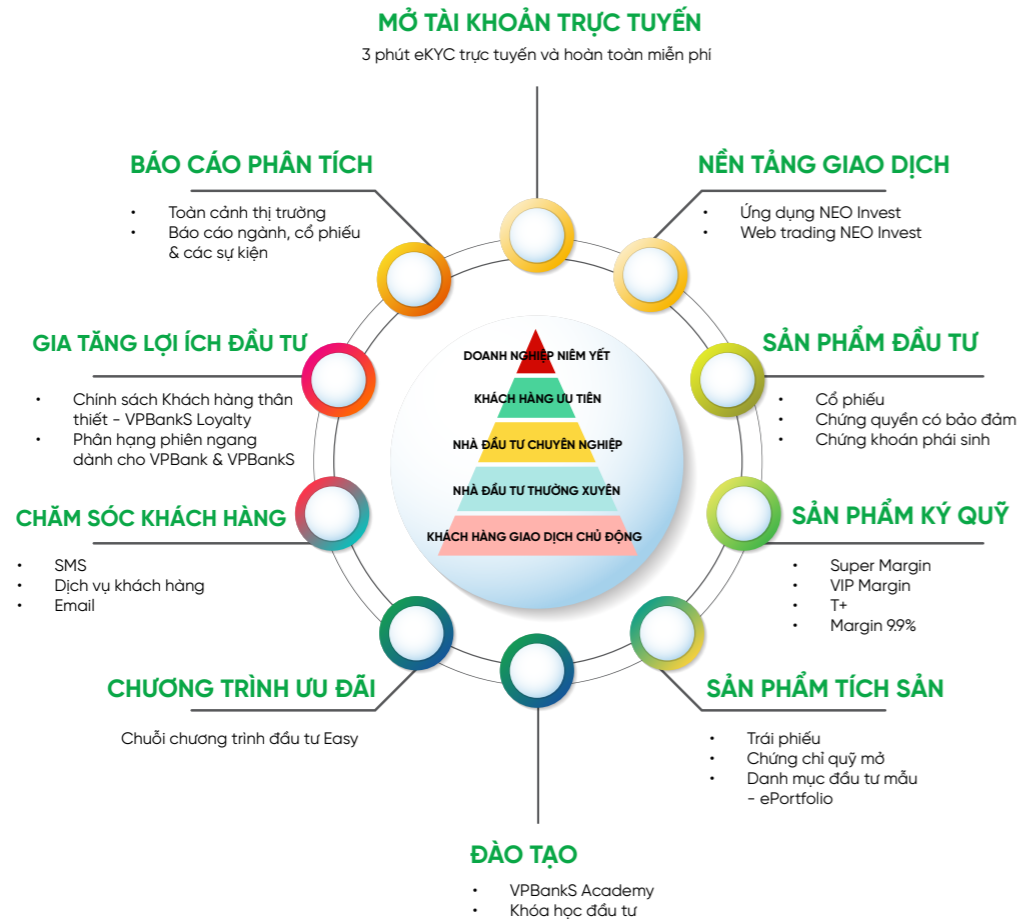 MỞ TÀI KHOẢN TRỰC TUYẾN
3 phút eKYC trực tuyến và hoàn toàn miễn phí
BÁO CÁO PHÂN TÍCH
• Toàn cảnh thị trường
• Báo cáo ngành, cổ phiếu
& các sự kiện
NỀN TẢNG GIAO DỊCH
• Ứng dụng NEO Invest
• Web trading NEO Invest
GIA TĂNG LỢI ÍCH ĐẦU TƯ
• Chính sách Khách hàng thân
thiết - VPBankS Loyalty
• Phân hạng phiên ngang
dành cho VPBank & VPBankS
DOANH NGHIỆP NIÊM YẾT
KHÁCH HÀNG ƯU TIÊN
NHÀ ĐẦU TƯ CHUYÊN NGHIỆP
NHÀ ĐẦU TƯ THƯỜNG XUYÊN
KHÁCH HÀNG GIAO DỊCH CHỦ ĐỘNG
SẢN PHẨM ĐẦU TƯ
• Cổ phiếu
• Chứng quyền có bảo đảm
• Chứng khoán phái sinh
CHĂM SÓC KHÁCH HÀNG
• SMS
• Dịch vụ khách hàng
• Email
SẢN PHẨM KÝ QUỸ
• Super Margin
• VIP Margin
• T+
• Margin 9.9%
CHƯƠNG TRÌNH ƯU ĐÃI
Chuỗi chương trình đầu tư Easy
SẢN PHẨM TÍCH SẢN
• Trái phiếu
• Chứng chỉ quỹ mở
• Danh mục đầu tư mẫu
- ePortfolio
ĐÀO TẠO
• VPBankS Academy
• Khóa học đầu tư